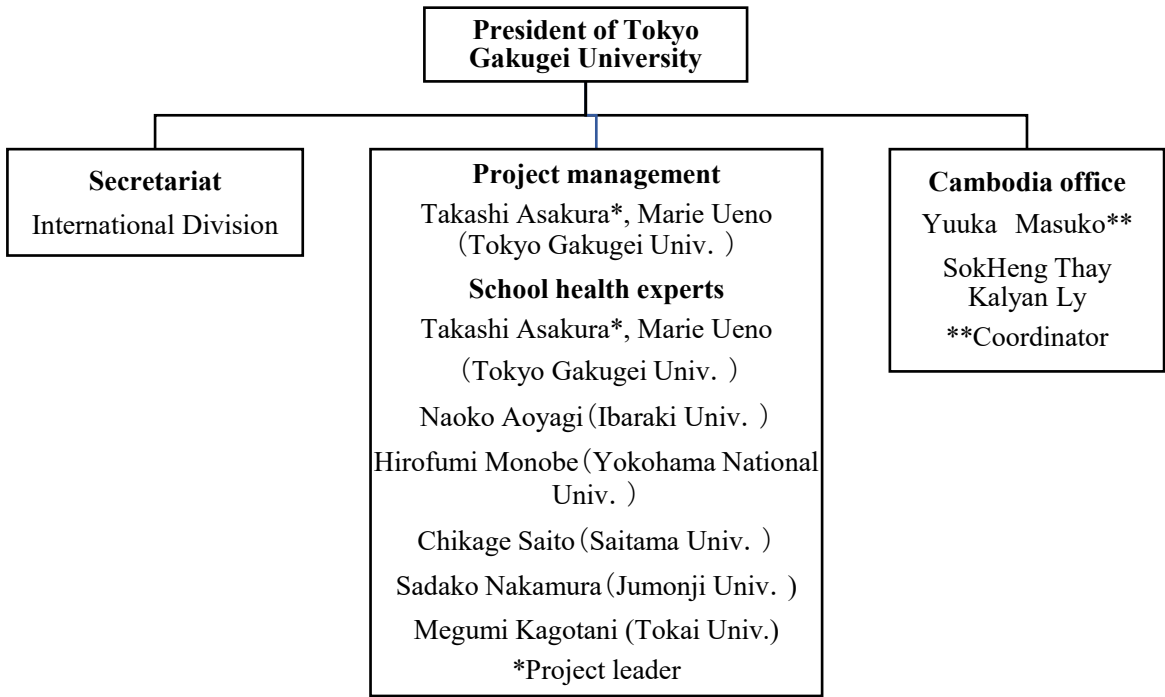 President of Tokyo
Gakugei University
Secretariat
International Division
Project management
Takashi Asakura*, Marie Ueno
（Tokyo Gakugei Univ. ）
School health experts
Takashi Asakura*, Marie Ueno
（Tokyo Gakugei Univ. ）
Naoko Aoyagi（Ibaraki Univ. ）
Hirofumi Monobe（Yokohama National
Univ. ）
Chikage Saito（Saitama Univ. ）
Sadako Nakamura（Jumonji Univ. )
Megumi Kagotani (Tokai Univ.)
*Project leader
Cambodia office
Yuuka Masuko**
SokHeng Thay
Kalyan Ly
**Coordinator